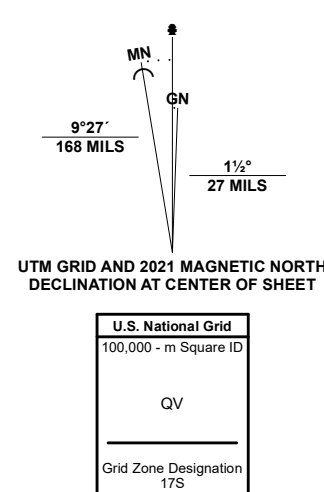 MN
GN
9°27´
168 MILS
1½°
27 MILS
UTM GRID AND 2021 MAGNETIC NORTH
DECLINATION AT CENTER OF SHEET
U.S. National Grid
100,000 - m Square ID
QV
Grid Zone Designation
17S